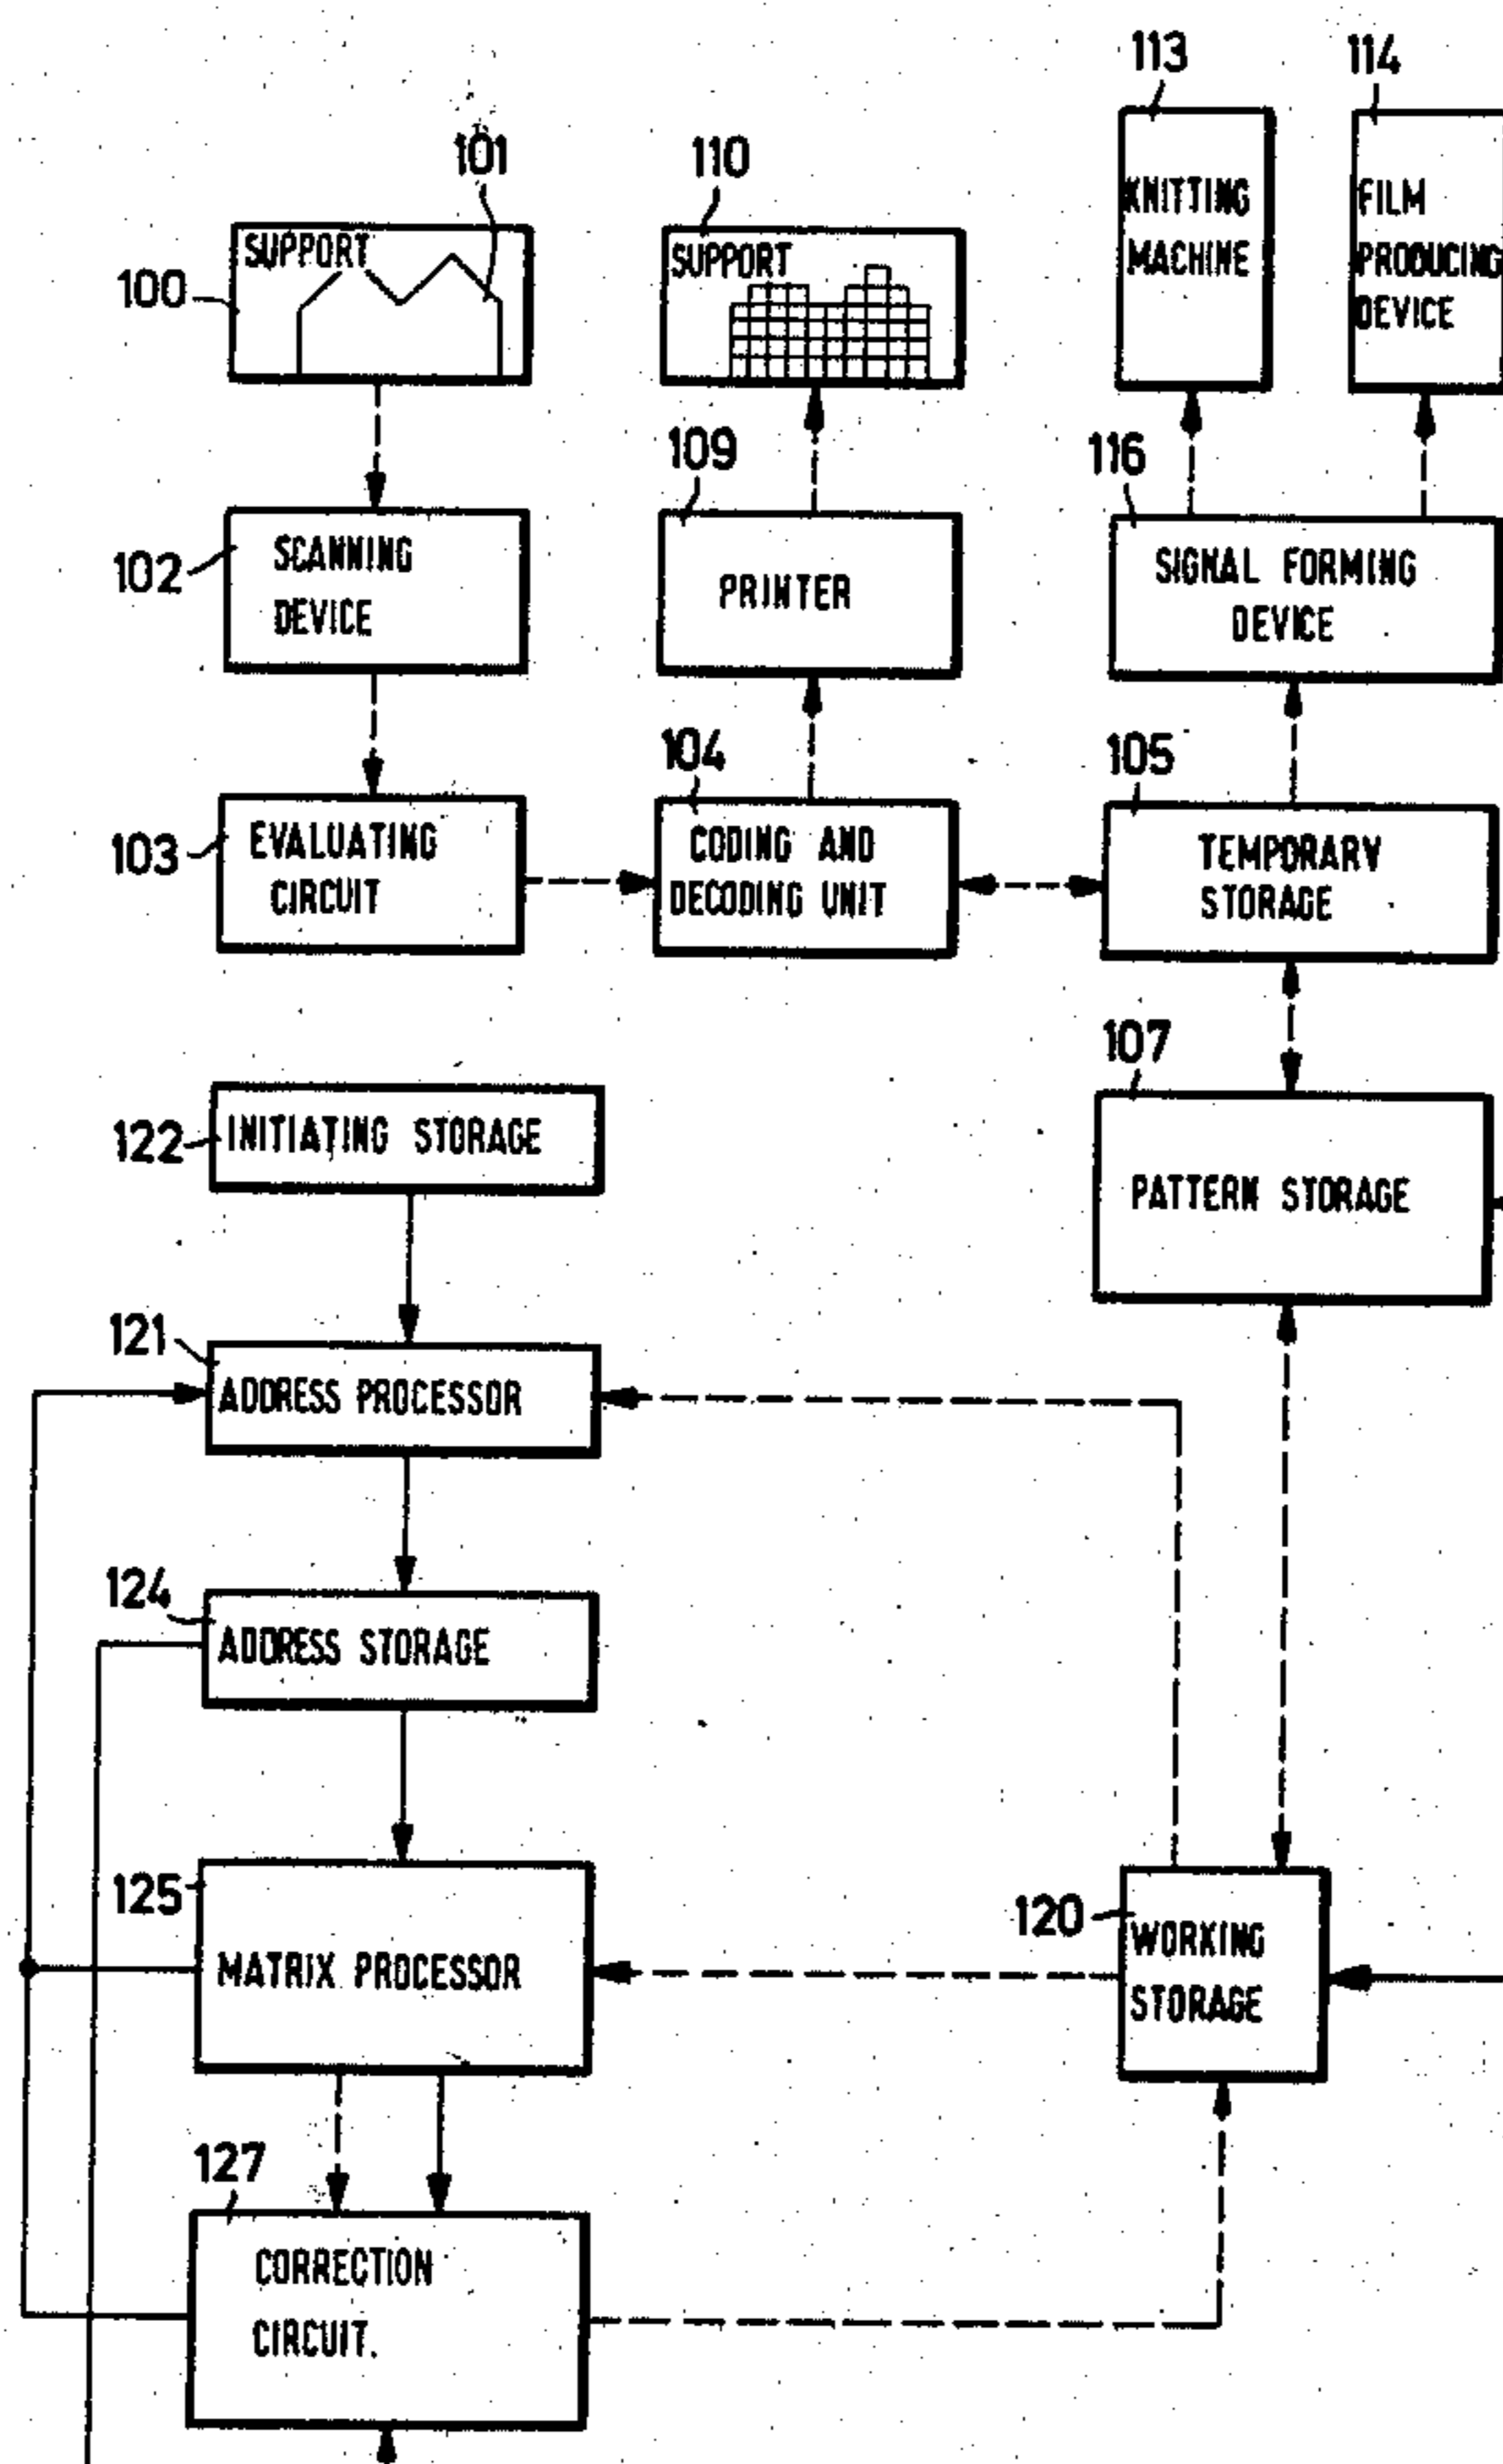 113
114
101
110
KNITTING
MACHINE
FILM
PRODUCING
DEVICE
SUPPORT
100
SUPPORT
109
116
102
SCANNING
DEVICE
PRINTER
SIGNAL FORMING
DEVICE
104
105
103
EVALUATING
CIRCUIT
CODING AND
DECODING UNIT
TEMPORARY
STORAGE
107
122
INITIATING STORAGE
PATTERN STORAGE
121
ADDRESS PROCESSOR
124
ADDRESS STORAGE
125
MATRIX PROCESSOR
120
WORKING
STORAGE
127
CORRECTION
CIRCUIT.